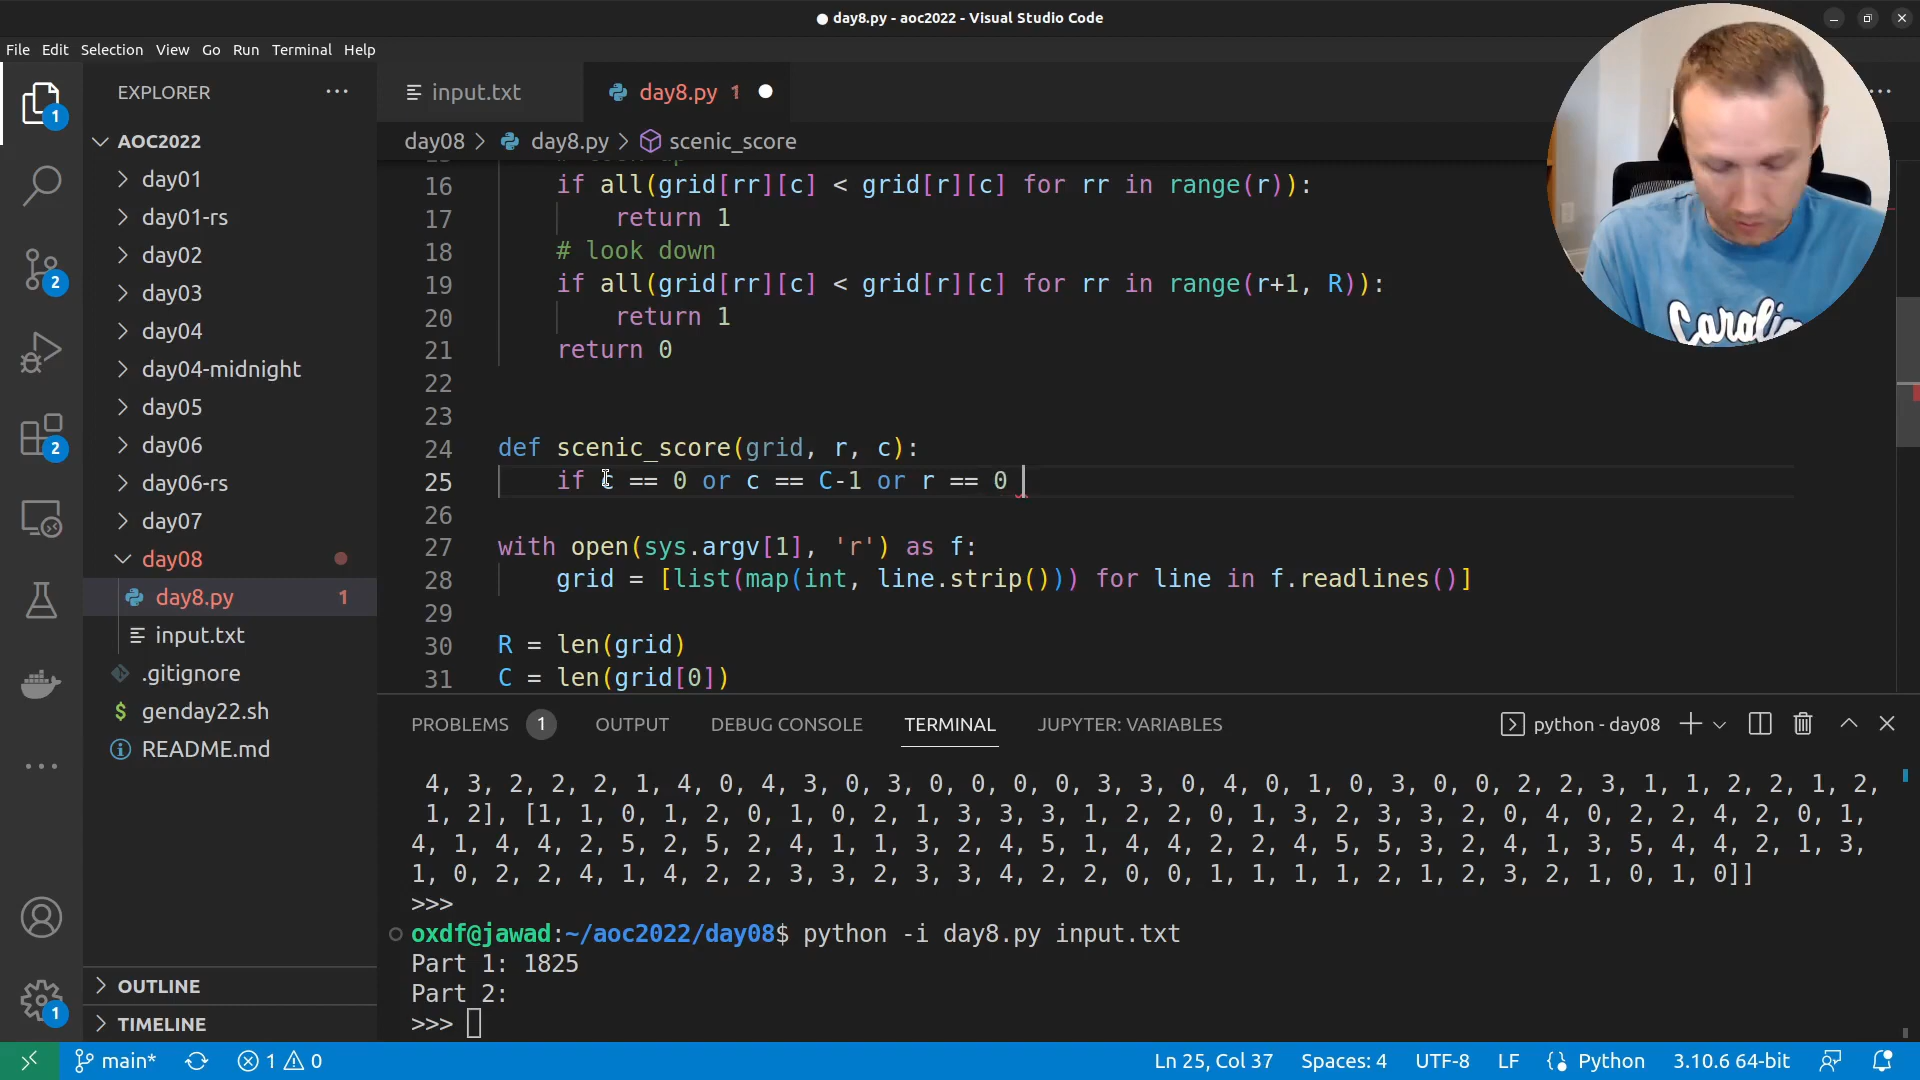 day8.py - aoc2022 - Visual Studio Code
File Edit Selection View Go Run Terminal Help
EXPLORER
input.txt
day8.py 1
day08 > day8.py > scenic_score
AOC2022
day01
day01-rs
day02
day03
day04
day04-midnight
day05
day06
day06-rs
day07
day08
day8.py 1
input.txt
.gitignore
genday22.sh
README.md
OUTLINE
TIMELINE
1
2
2
1
16 if all(grid[rr][c] < grid[r][c] for rr in range(r)):
17 return 1
18 # look down
19 if all(grid[rr][c] < grid[r][c] for rr in range(r+1, R)):
20 return 1
21 return 0
22
23
24 def scenic_score(grid, r, c):
25 if c == 0 or c == C-1 or r == 0
26
27 with open(sys.argv[1], 'r') as f:
28 grid = [list(map(int, line.strip())) for line in f.readlines()]
29
30 R = len(grid)
31 C = len(grid[0])
PROBLEMS 1 OUTPUT DEBUG CONSOLE TERMINAL JUPYTER: VARIABLES
python - day08
4, 3, 2, 2, 2, 1, 4, 0, 4, 3, 0, 3, 0, 0, 0, 0, 3, 3, 0, 4, 0, 1, 0, 3, 0, 0, 2, 2, 3, 1, 1, 2, 2, 1, 2,
1, 2], [1, 1, 0, 1, 2, 0, 1, 0, 2, 1, 3, 3, 3, 1, 2, 2, 0, 1, 3, 2, 3, 3, 2, 0, 4, 0, 2, 2, 4, 2, 0, 1,
4, 1, 4, 4, 2, 5, 2, 5, 2, 4, 1, 1, 3, 2, 4, 5, 1, 4, 4, 2, 2, 4, 5, 5, 3, 2, 4, 1, 3, 5, 4, 4, 2, 1, 3,
1, 0, 2, 2, 4, 1, 4, 2, 2, 3, 3, 2, 3, 3, 4, 2, 2, 0, 0, 1, 1, 1, 1, 2, 1, 2, 3, 2, 1, 0, 1, 0]]
>>>
oxdf@jawad:~/aoc2022/day08$ python -i day8.py input.txt
Part 1: 1825
Part 2:
>>>
main* 1 0 Ln 25, Col 37 Spaces: 4 UTF-8 LF Python 3.10.6 64-bit